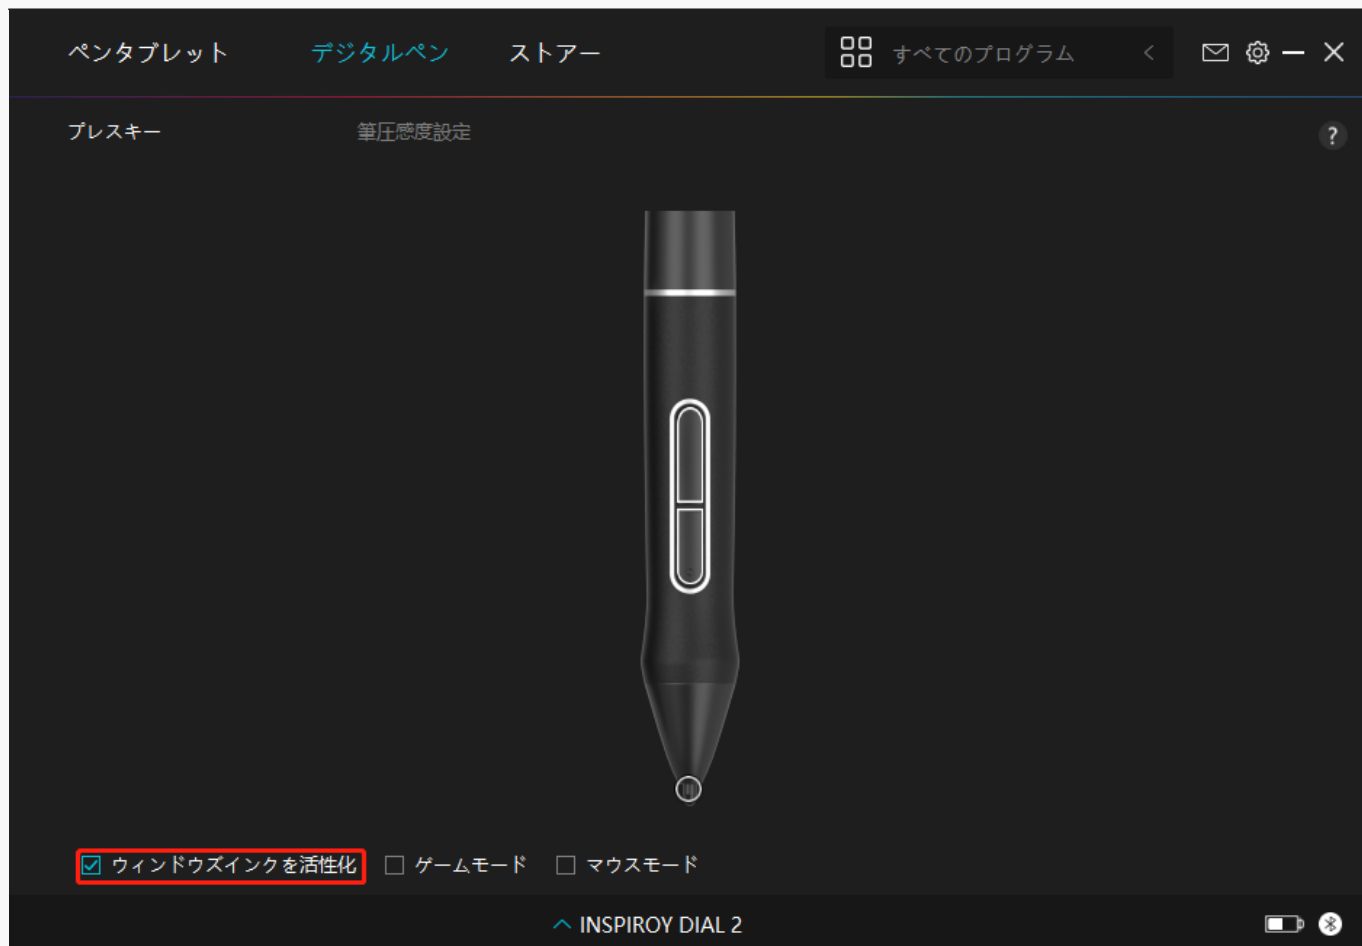 ペンタブレット デジタルペン ストアー すべてのプログラム
プレスキー 筆圧感度設定 ?
ウィンドウズインクを活性化 ゲームモード マウスモード
INSPIROY DIAL 2